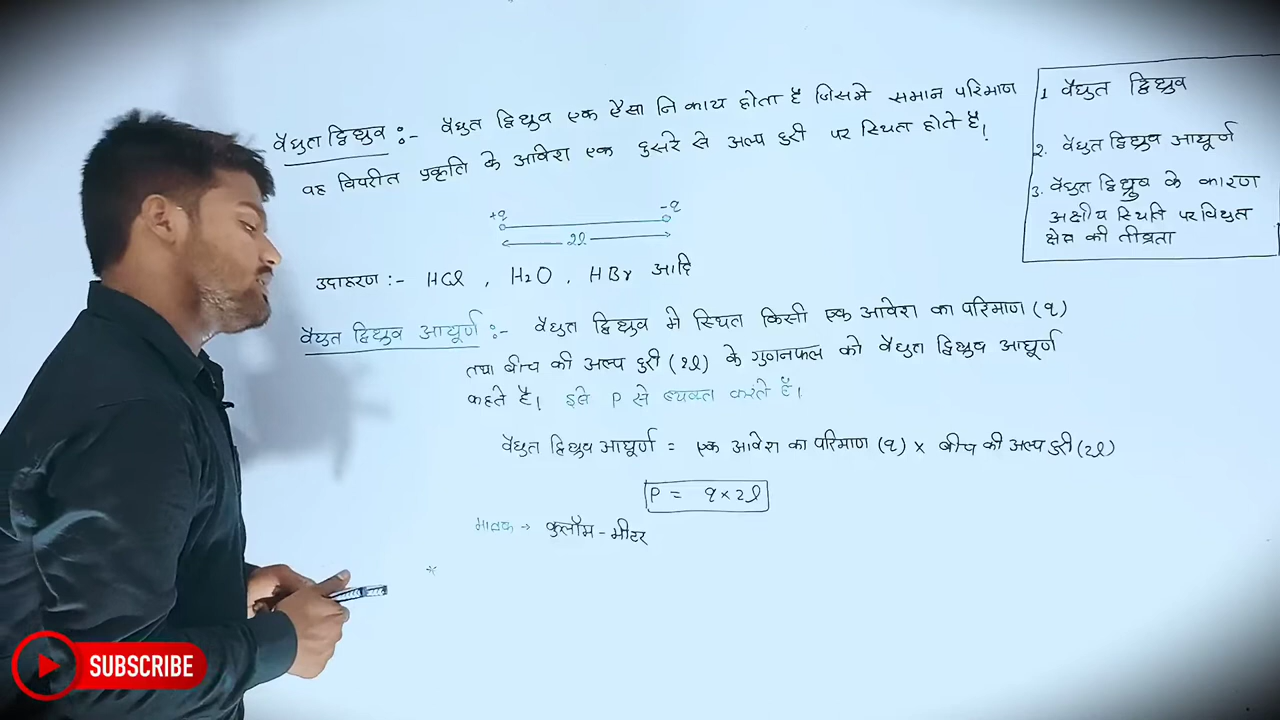 वैद्युत द्विध्रुव :- वैद्युत द्विध्रुव एक ऐसा निकाय होता है जिसमे समान परिमाण
वह विपरीत प्रकृति के आवेश एक दुसरे से अल्प दुरी पर स्थित होते है।
+q -q
2l
उदाहरण :- HCl , H2O , HBr आदि
वैद्युत द्विध्रुव आघूर्ण :- वैद्युत द्विध्रुव मे स्थित किसी एक आवेश का परिमाण (q)
तथा बीच की अल्प दुरी (2l) के गुणनफल को वैद्युत द्विध्रुव आघूर्ण
कहते है। इसे P से व्यक्त करते है।
वैद्युत द्विध्रुव आघूर्ण = एक आवेश का परिमाण (q) × बीच की अल्प दुरी (2l)
P = q×2l
मात्रक → कुलॉम - मीटर
*
1 वैद्युत द्विध्रुव
2. वैद्युत द्विध्रुव आघूर्ण
3. वैद्युत द्विध्रुव के कारण
अक्षीय स्थिति पर विद्युत
क्षेत्र की तीव्रता
SUBSCRIBE